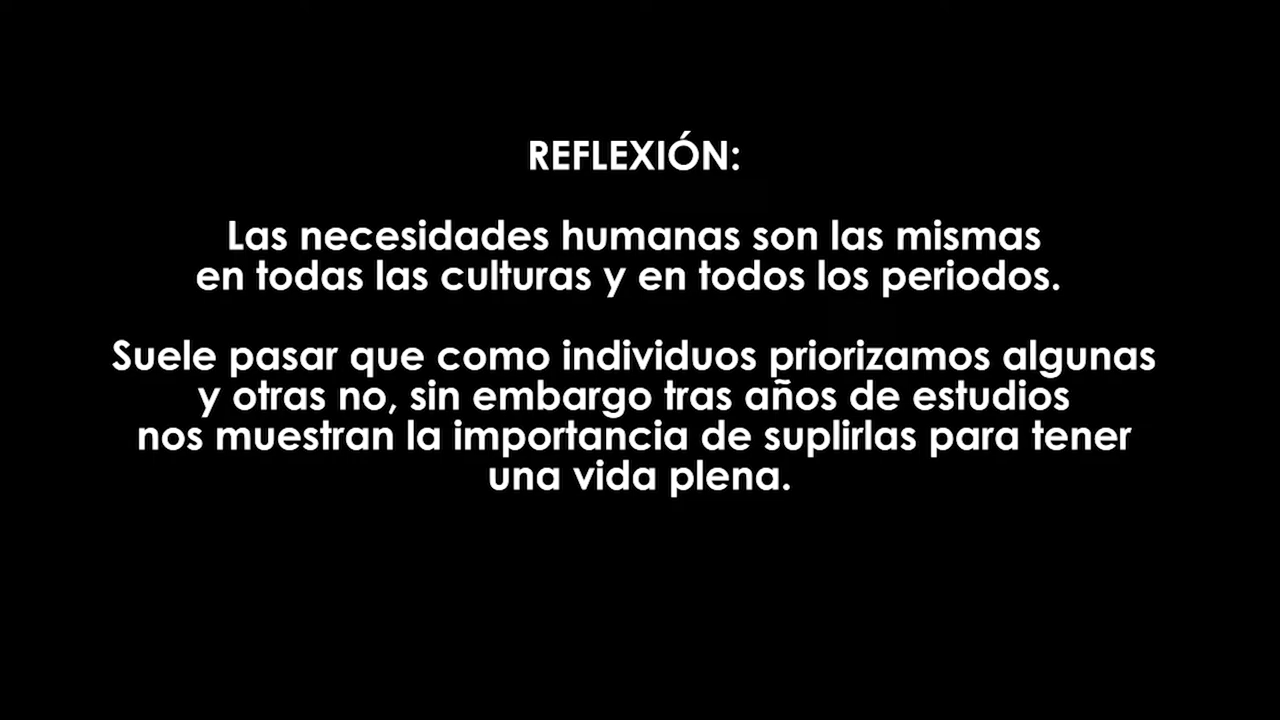 REFLEXIÓN:
Las necesidades humanas son las mismas
en todas las culturas y en todos los periodos.
Suele pasar que como individuos priorizamos algunas
y otras no, sin embargo tras años de estudios
nos muestran la importancia de suplirlas para tener
una vida plena.